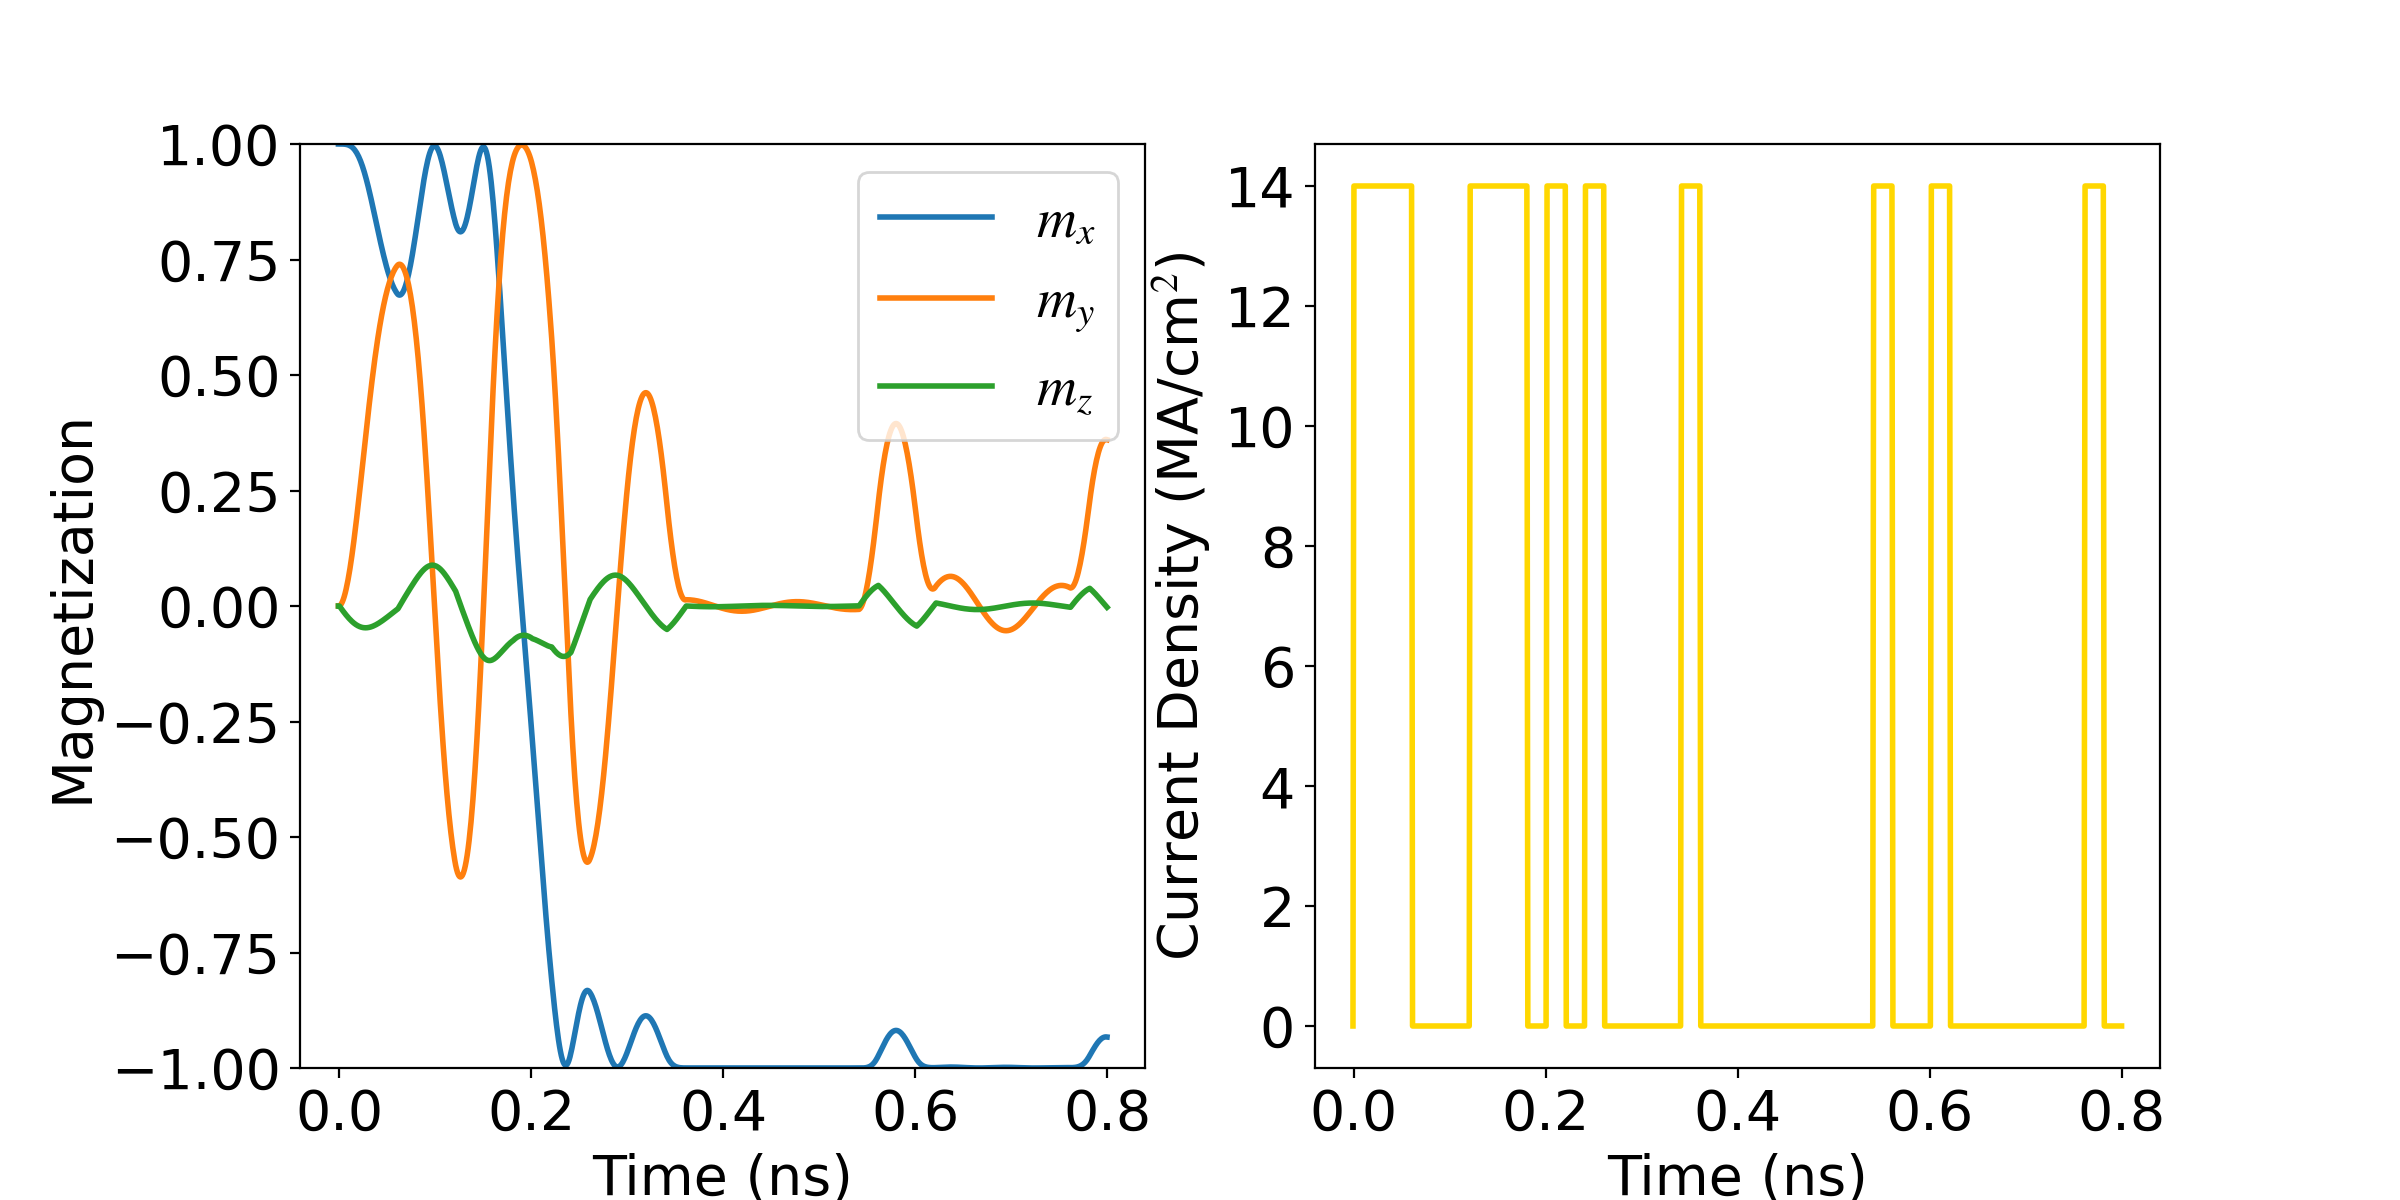 Magnetization
1.00
0.75
0.50
0.25
0.00
−0.25
−0.50
−0.75
−1.00
0.0 0.2 0.4 0.6 0.8
Time (ns)
m_x
m_y
m_z
Current Density (MA/cm²)
14
12
10
8
6
4
2
0
0.0 0.2 0.4 0.6 0.8
Time (ns)